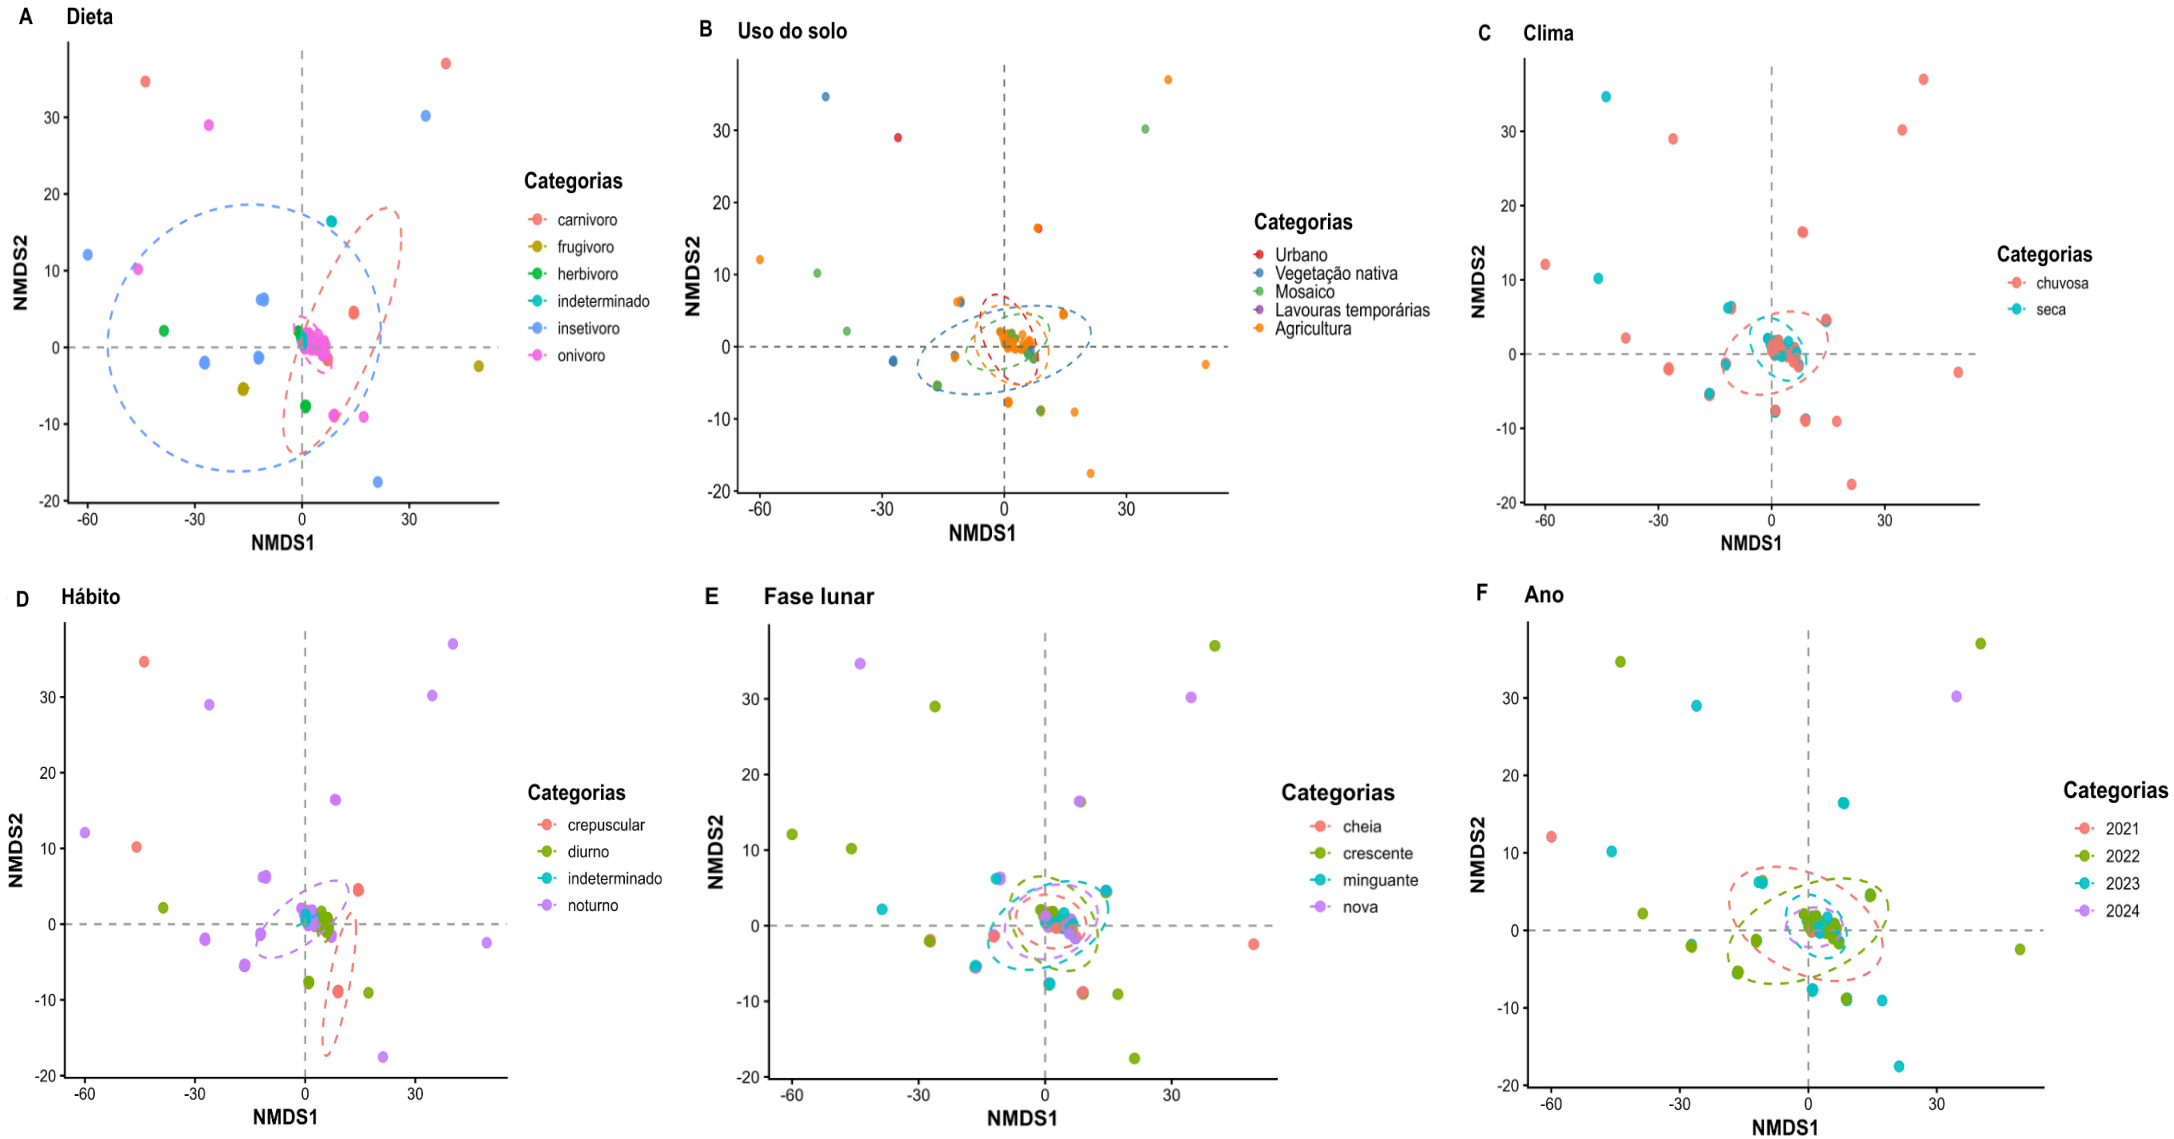 A Dieta
NMDS2
30
20
10
0
-10
-20
-60 -30 0 30
NMDS1
Categorias
carnivoro
frugivoro
herbivoro
indeterminado
insetivoro
onivoro
B Uso do solo
NMDS2
30
20
10
0
-10
-20
-60 -30 0 30
NMDS1
Categorias
Urbano
Vegetação nativa
Mosaico
Lavouras temporárias
Agricultura
C Clima
NMDS2
30
20
10
0
-10
-20
-60 -30 0 30
NMDS1
Categorias
chuvosa
seca
D Hábito
NMDS2
30
20
10
0
-10
-20
-60 -30 0 30
NMDS1
Categorias
crepuscular
diurno
indeterminado
noturno
E Fase lunar
NMDS2
30
20
10
0
-10
-20
-60 -30 0 30
NMDS1
Categorias
cheia
crescente
minguante
nova
F Ano
NMDS2
30
20
10
0
-10
-20
-60 -30 0 30
NMDS1
Categorias
2021
2022
2023
2024